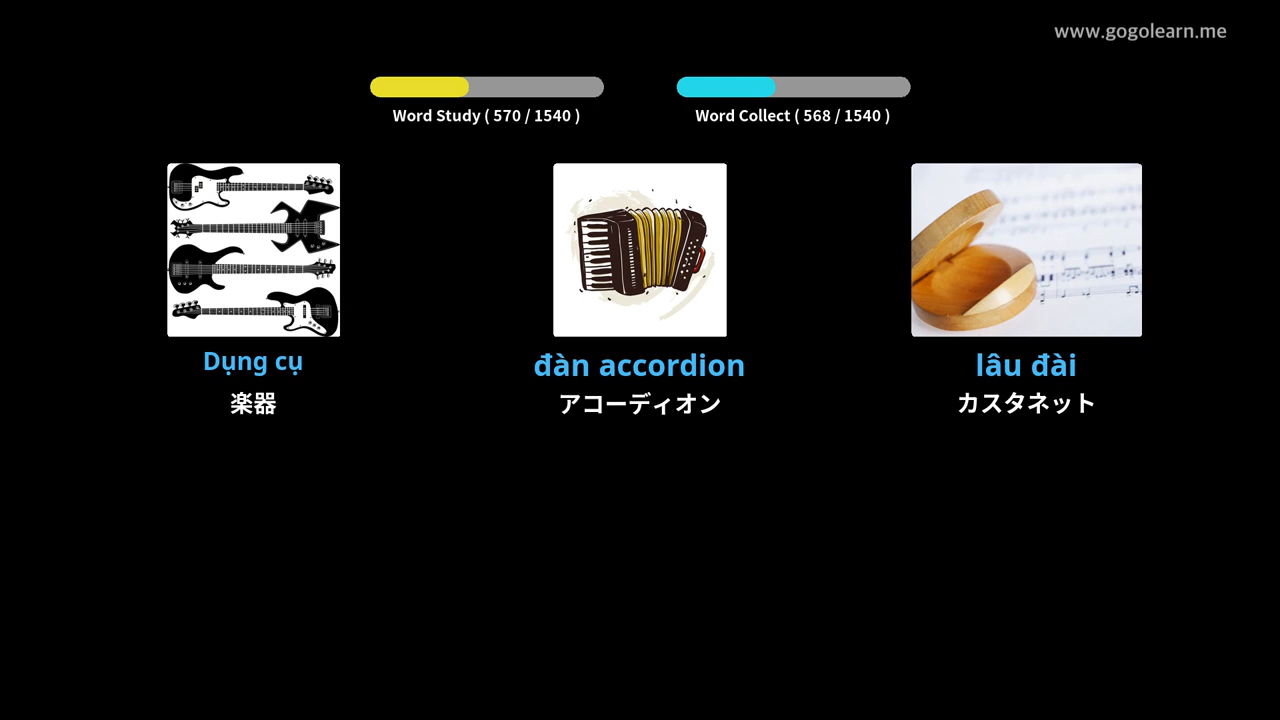 www.gogolearn.me
Word Study ( 570 / 1540 )
Word Collect ( 568 / 1540 )
Dụng cụ
đàn accordion
lâu đài
楽器
アコーディオン
カスタネット